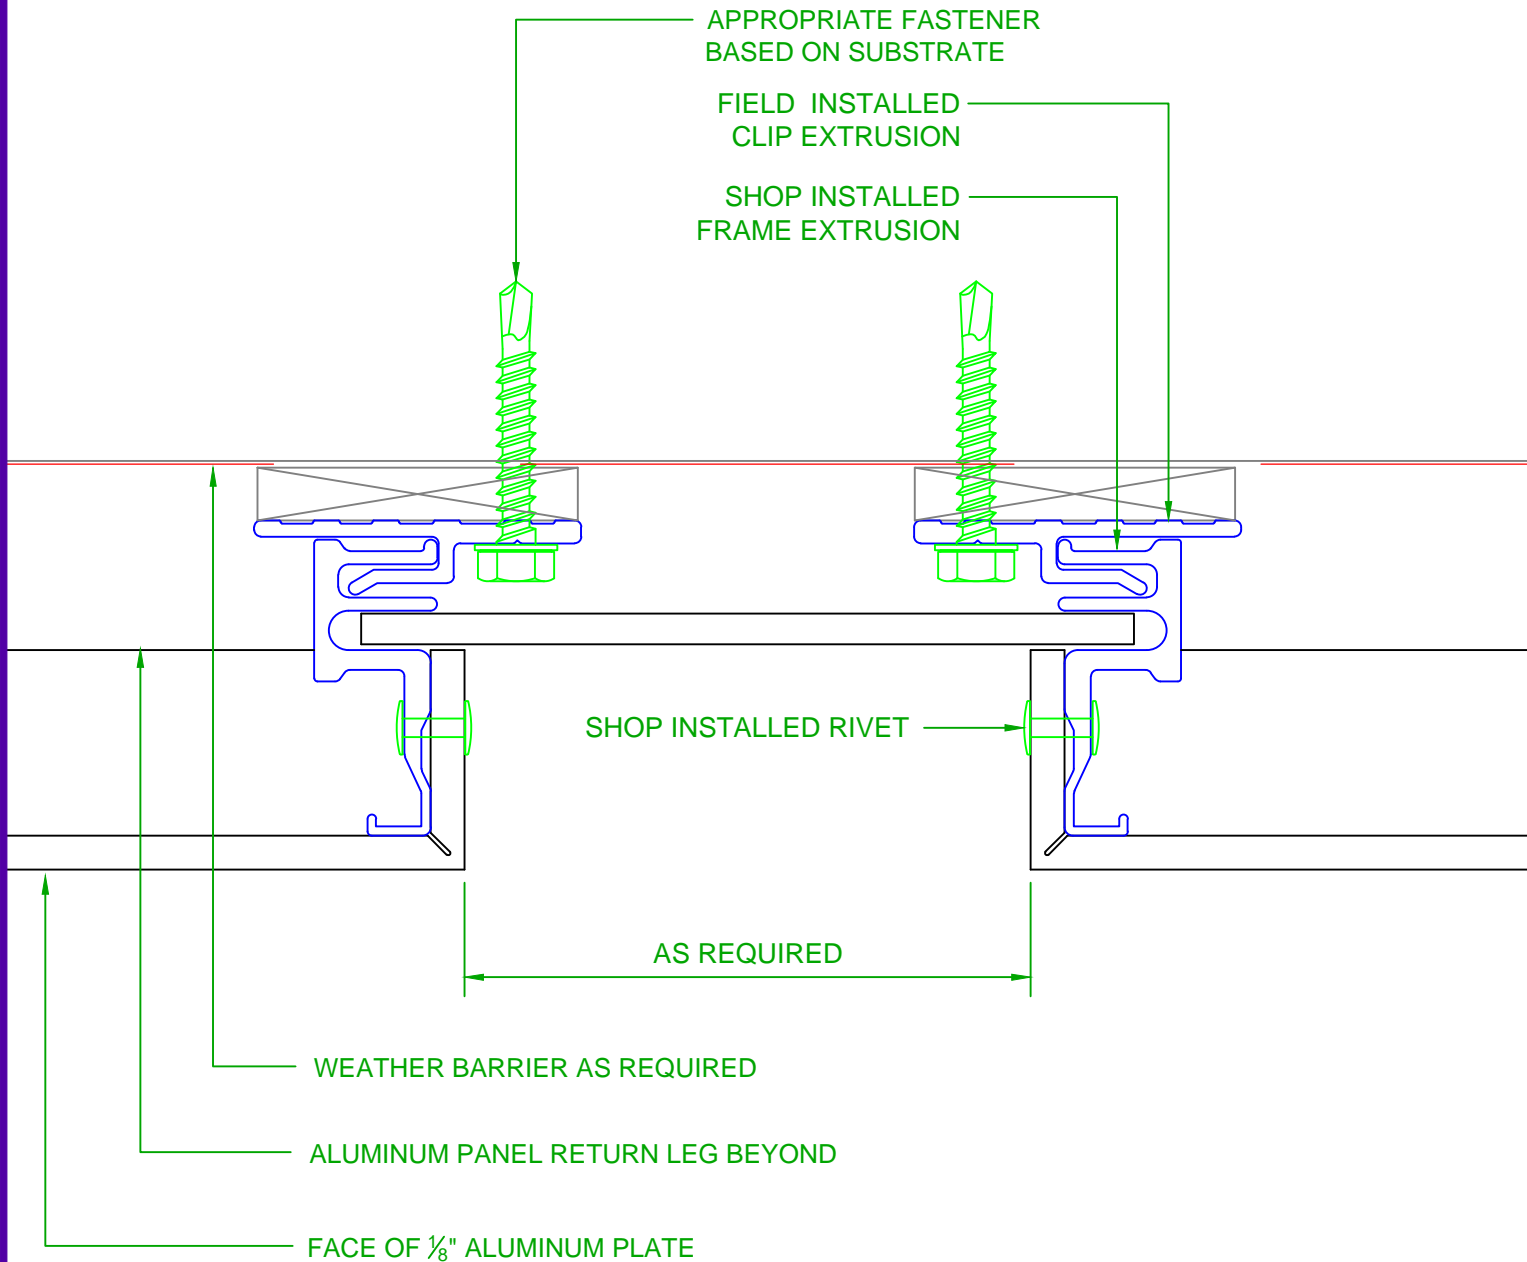 APPROPRIATE FASTENER
BASED ON SUBSTRATE
FIELD INSTALLED
CLIP EXTRUSION
SHOP INSTALLED
FRAME EXTRUSION
SHOP INSTALLED RIVET
AS REQUIRED
WEATHER BARRIER AS REQUIRED
ALUMINUM PANEL RETURN LEG BEYOND
FACE OF ⅛" ALUMINUM PLATE